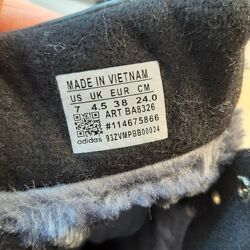 MADE IN VIETNAM
US UK EUR CM
7 4.5 38 24.0
ART BA8326
#114675866
adidas 93ZVMPBB00024